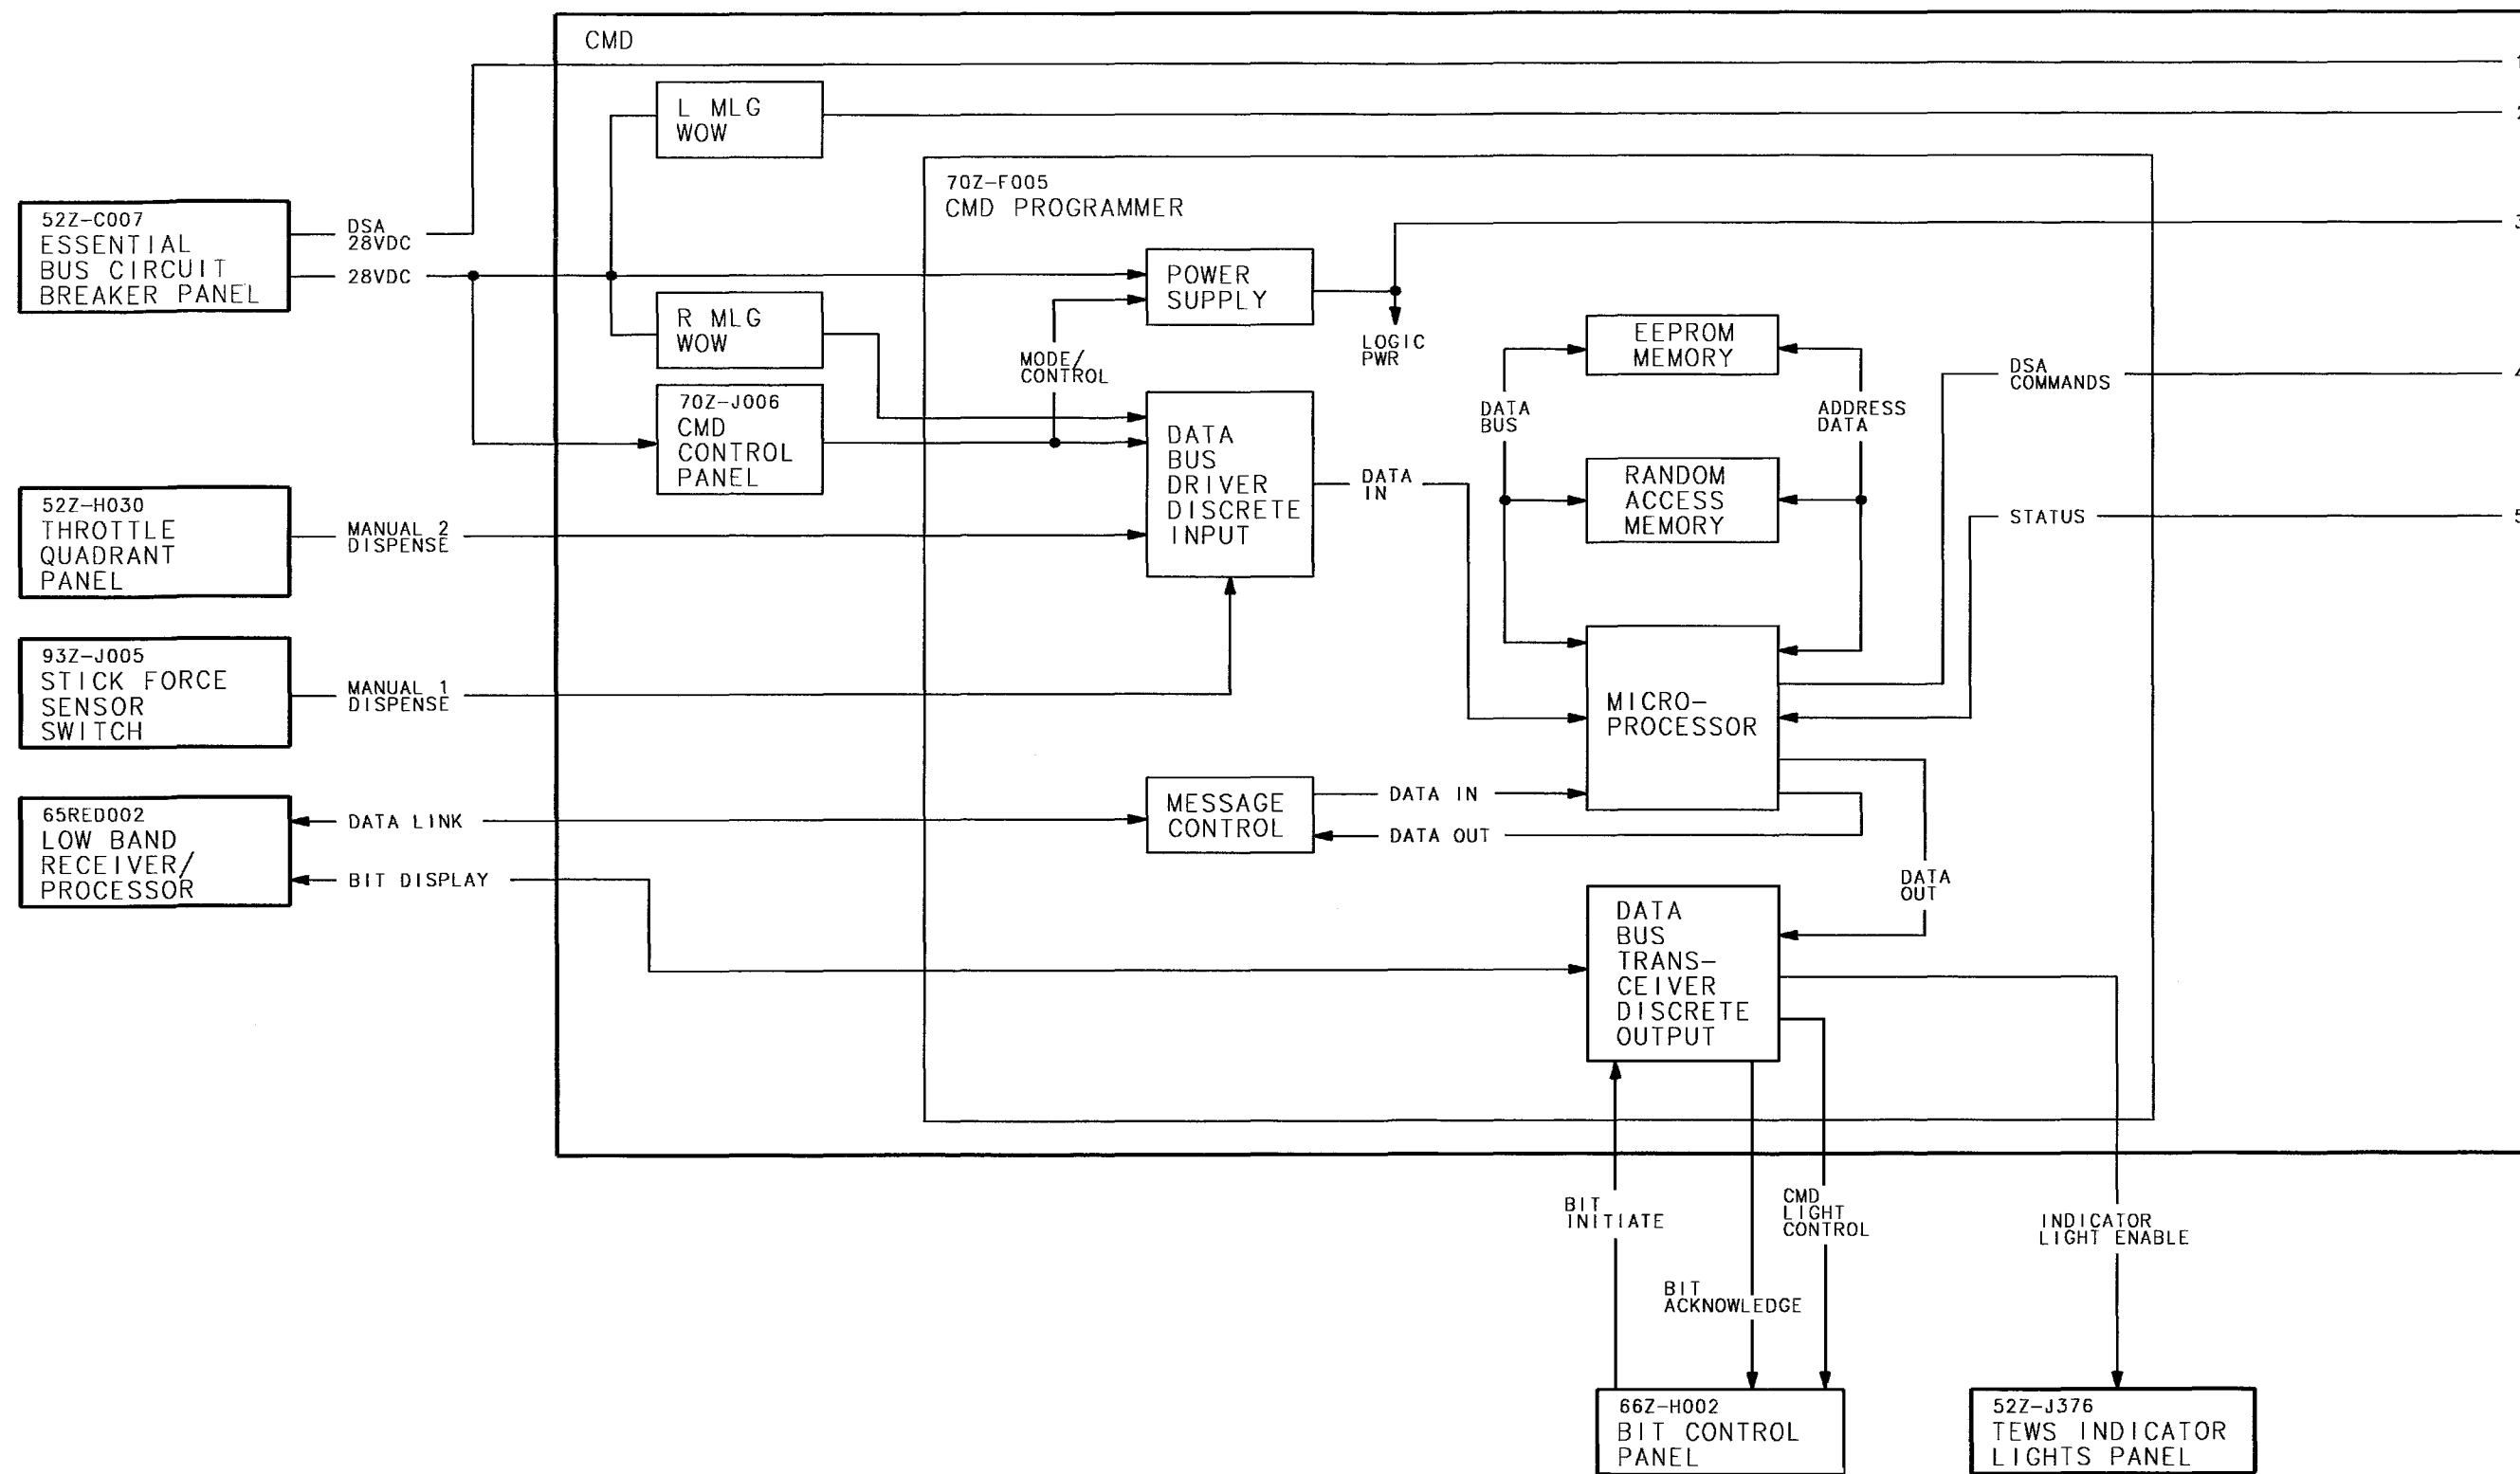 CMD
1
L MLG
WOW
2
70Z-F005
CMD PROGRAMMER
52Z-C007
ESSENTIAL
BUS CIRCUIT
BREAKER PANEL
DSA
28VDC
28VDC
3
POWER
SUPPLY
R MLG
WOW
LOGIC
PWR
MODE/
CONTROL
EEPROM
MEMORY
DSA
COMMANDS
4
70Z-J006
CMD
CONTROL
PANEL
DATA
BUS
DRIVER
DISCRETE
INPUT
DATA
BUS
ADDRESS
DATA
DATA
IN
RANDOM
ACCESS
MEMORY
STATUS
5
52Z-H030
THROTTLE
QUADRANT
PANEL
MANUAL 2
DISPENSE
93Z-J005
STICK FORCE
SENSOR
SWITCH
MANUAL 1
DISPENSE
MICRO-
PROCESSOR
65RED002
LOW BAND
RECEIVER/
PROCESSOR
DATA LINK
BIT DISPLAY
MESSAGE
CONTROL
DATA IN
DATA OUT
DATA
OUT
DATA
BUS
TRANS-
CEIVER
DISCRETE
OUTPUT
BIT
INITIATE
CMD
LIGHT
CONTROL
INDICATOR
LIGHT ENABLE
BIT
ACKNOWLEDGE
66Z-H002
BIT CONTROL
PANEL
52Z-J376
TEWS INDICATOR
LIGHTS PANEL